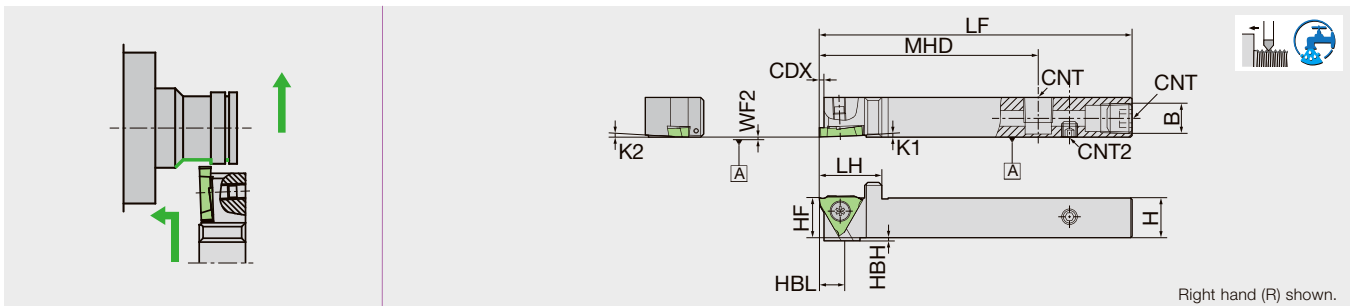 LF
MHD
CDX
CNT
CNT
WF2
B
K2
K1
CNT2
A
A
LH
HF
H
HBH
HBL
Right hand (R) shown.